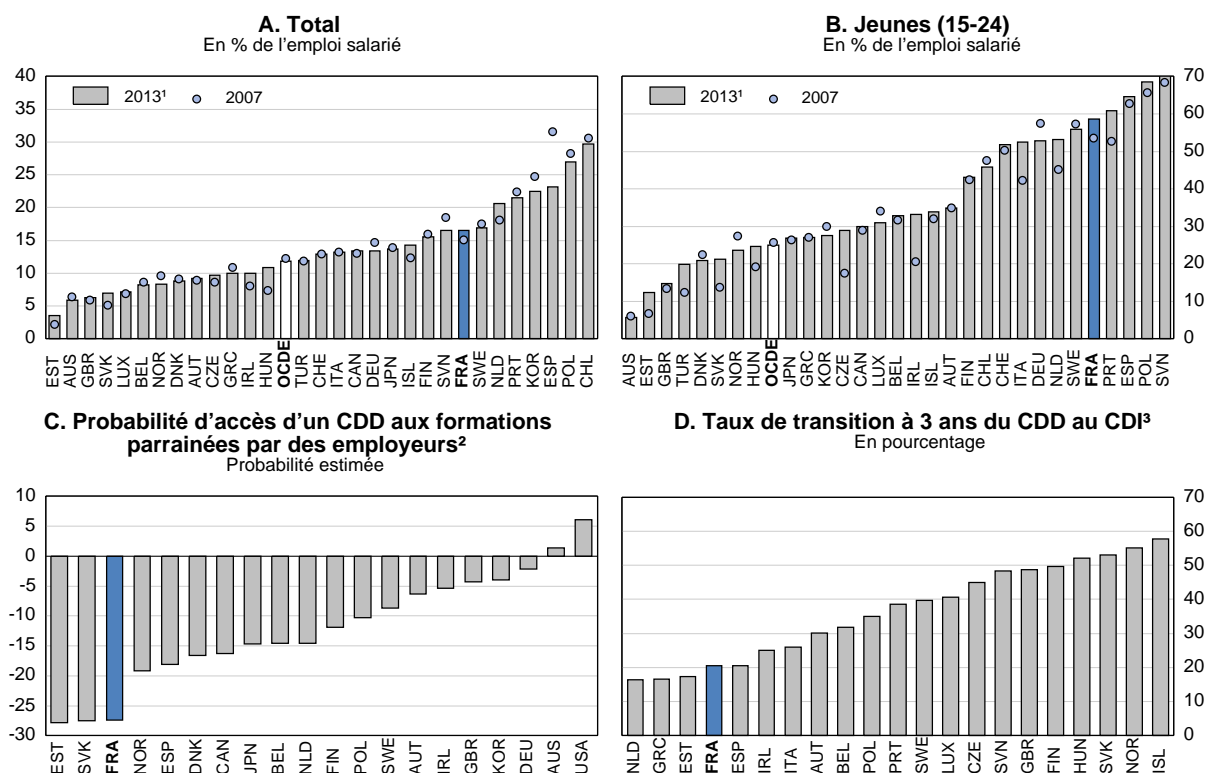 A. Total
En % de l'emploi salarié
40
35
30
25
20
15
10
5
0
2013¹
2007
EST
AUS
GBR
SVK
LUX
BEL
NOR
DNK
AUT
CZE
GRC
IRL
HUN
OCDE
TUR
CHE
ITA
CAN
DEU
JPN
ISL
FIN
SVN
FRA
SWE
NLD
PRT
KOR
ESP
POL
CHL
B. Jeunes (15-24)
En % de l'emploi salarié
70
60
50
40
30
20
10
0
2013¹
2007
AUS
EST
GBR
TUR
DNK
SVK
NOR
HUN
OCDE
JPN
GRC
KOR
CZE
CAN
LUX
BEL
IRL
ISL
AUT
FIN
CHL
CHE
ITA
DEU
NLD
SWE
FRA
PRT
ESP
POL
SVN
C. Probabilité d'accès d'un CDD aux formations
parrainées par des employeurs²
Probabilité estimée
10
5
0
-5
-10
-15
-20
-25
-30
EST
SVK
FRA
NOR
ESP
DNK
CAN
JPN
BEL
NLD
FIN
POL
SWE
AUT
IRL
GBR
KOR
DEU
AUS
USA
D. Taux de transition à 3 ans du CDD au CDI³
En pourcentage
70
60
50
40
30
20
10
0
NLD
GRC
EST
FRA
ESP
IRL
ITA
AUT
BEL
POL
PRT
SWE
LUX
CZE
SVN
GBR
FIN
HUN
SVK
NOR
ISL